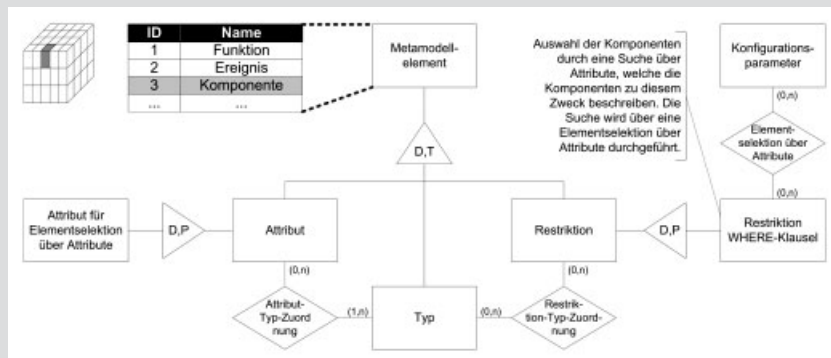 ID Name
1 Funktion
2 Ereignis
3 Komponente
... ...
Metamodell-
element
Auswahl der Komponenten
durch eine Suche über
Attribute, welche die
Komponenten zu diesem
Zweck beschreiben. Die
Suche wird über eine
Elementselektion über
Attribute durchgeführt.
Konfigurations-
parameter
(0,n)
Element-
selektion über
Attribute
(0,n)
D,T
Attribut für
Elementselektion
über Attribute
D,P
Attribut
Restriktion
D,P
Restriktion
WHERE-Klausel
(0,n)
(0,n)
Attribut-
Typ-Zuord
nung
(1,n)
Typ
(0,n)
Restrik-
tion-Typ-Zuord-
nung